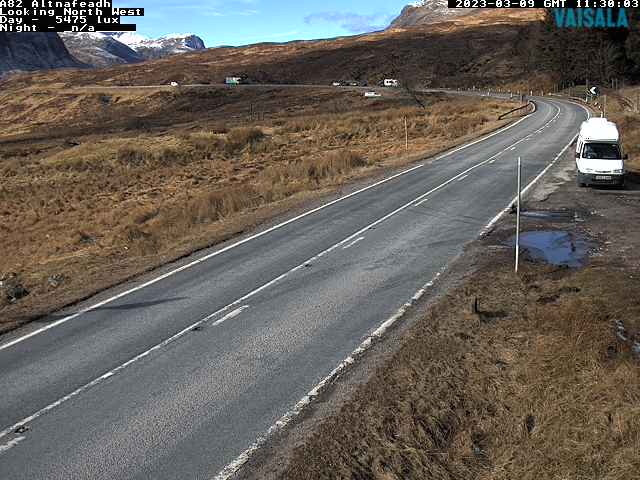 A82 Altnafeadh
Looking North West
Day - 5475 lux
Night - n/a
2023-03-09 GMT 11:30:03
VAISALA